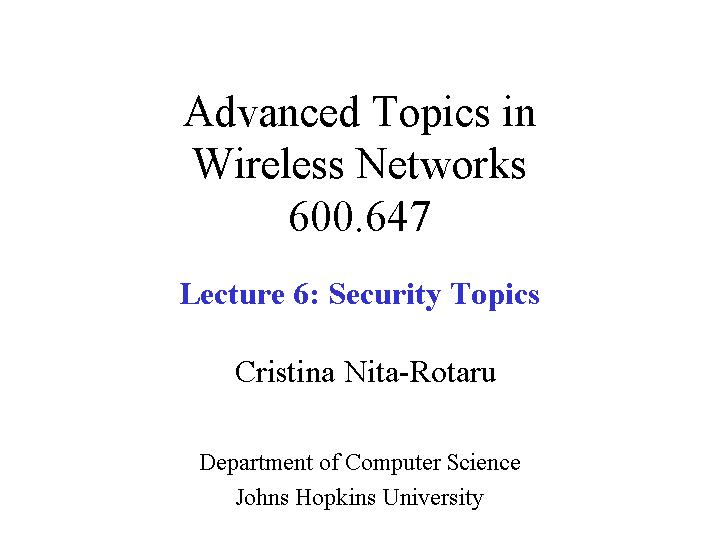 Advanced Topics in
Wireless Networks
600.647
Lecture 6: Security Topics
Cristina Nita-Rotaru
Department of Computer Science
Johns Hopkins University